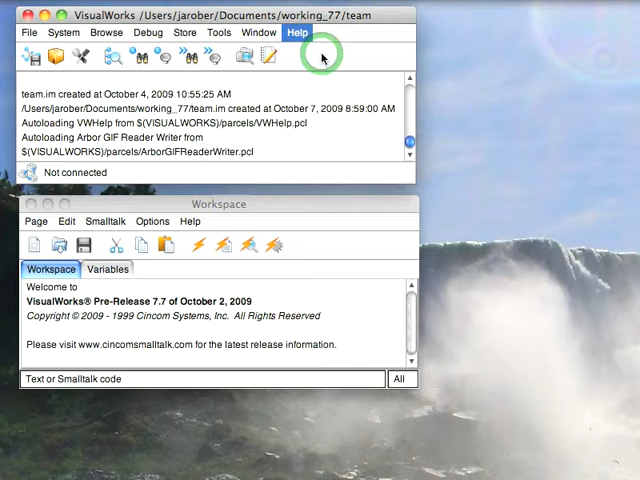 VisualWorks /Users/jarober/Documents/working_77/team
File System Browse Debug Store Tools Window Help
team.im created at October 4, 2009 10:55:25 AM
/Users/jarober/Documents/working_77/team.im created at October 7, 2009 8:59:00 AM
Autoloading VWHelp from $(VISUALWORKS)/parcels/VWHelp.pcl
Autoloading Arbor GIF Reader Writer from
$(VISUALWORKS)/parcels/ArborGIFReaderWriter.pcl
Not connected
Workspace
Page Edit Smalltalk Options Help
Workspace Variables
Welcome to
VisualWorks® Pre-Release 7.7 of October 2, 2009
Copyright © 2009 - 1999 Cincom Systems, Inc.  All Rights Reserved
Please visit www.cincomsmalltalk.com for the latest release information.
Text or Smalltalk code All